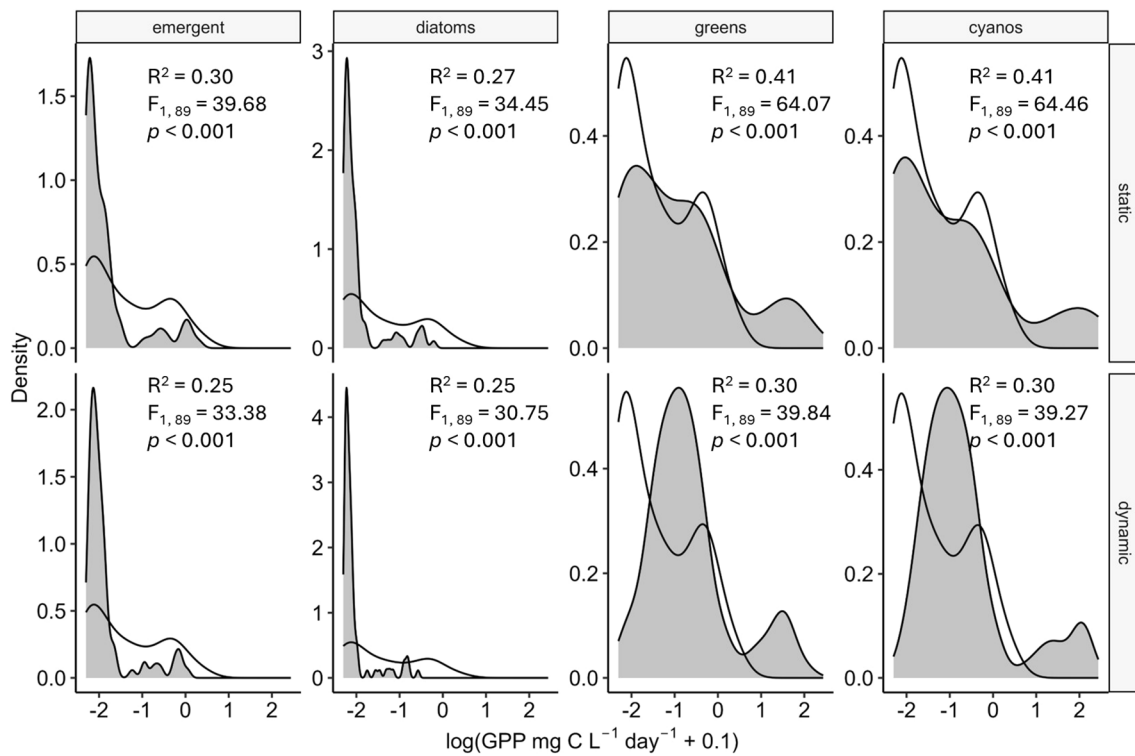 emergent
diatoms
greens
cyanos
Density
static
1.5
1.0
0.5
0.0
R² = 0.30
F₁, ₈₉ = 39.68
p < 0.001
3
2
1
0
R² = 0.27
F₁, ₈₉ = 34.45
p < 0.001
0.4
0.2
0.0
R² = 0.41
F₁, ₈₉ = 64.07
p < 0.001
0.4
0.2
0.0
R² = 0.41
F₁, ₈₉ = 64.46
p < 0.001
dynamic
2.0
1.5
1.0
0.5
0.0
R² = 0.25
F₁, ₈₉ = 33.38
p < 0.001
4
3
2
1
0
R² = 0.25
F₁, ₈₉ = 30.75
p < 0.001
0.4
0.2
0.0
R² = 0.30
F₁, ₈₉ = 39.84
p < 0.001
0.4
0.2
0.0
R² = 0.30
F₁, ₈₉ = 39.27
p < 0.001
-2 -1 0 1 2
-2 -1 0 1 2
-2 -1 0 1 2
-2 -1 0 1 2
log(GPP mg C L⁻¹ day⁻¹ + 0.1)